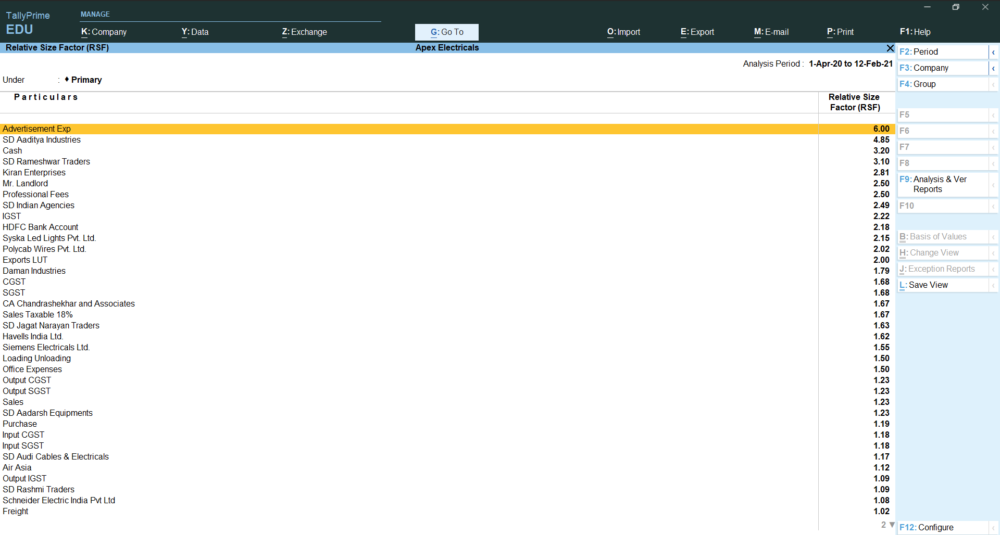 TallyPrime
EDU
MANAGE
K: Company
Y: Data
Z: Exchange
G: Go To
O: Import
E: Export
M: E-mail
P: Print
F1: Help
Relative Size Factor (RSF)
Apex Electricals
Analysis Period : 1-Apr-20 to 12-Feb-21
Under : ♦ Primary
Particulars
Relative Size
Factor (RSF)
Advertisement Exp 6.00
SD Aaditya Industries 4.85
Cash 3.20
SD Rameshwar Traders 3.10
Kiran Enterprises 2.81
Mr. Landlord 2.50
Professional Fees 2.50
SD Indian Agencies 2.49
IGST 2.22
HDFC Bank Account 2.18
Syska Led Lights Pvt. Ltd. 2.15
Polycab Wires Pvt. Ltd. 2.02
Exports LUT 2.00
Daman Industries 1.79
CGST 1.68
SGST 1.68
CA Chandrashekhar and Associates 1.67
Sales Taxable 18% 1.67
SD Jagat Narayan Traders 1.63
Havells India Ltd. 1.62
Siemens Electricals Ltd. 1.55
Loading Unloading 1.50
Office Expenses 1.50
Output CGST 1.23
Output SGST 1.23
Sales 1.23
SD Aadarsh Equipments 1.23
Purchase 1.19
Input CGST 1.18
Input SGST 1.18
SD Audi Cables & Electricals 1.17
Air Asia 1.12
Output IGST 1.09
SD Rashmi Traders 1.09
Schneider Electric India Pvt Ltd 1.08
Freight 1.02
2 ▼
F2: Period
F3: Company
F4: Group
F5
F6
F7
F8
F9: Analysis & Ver
Reports
F10
B: Basis of Values
H: Change View
J: Exception Reports
L: Save View
F12: Configure